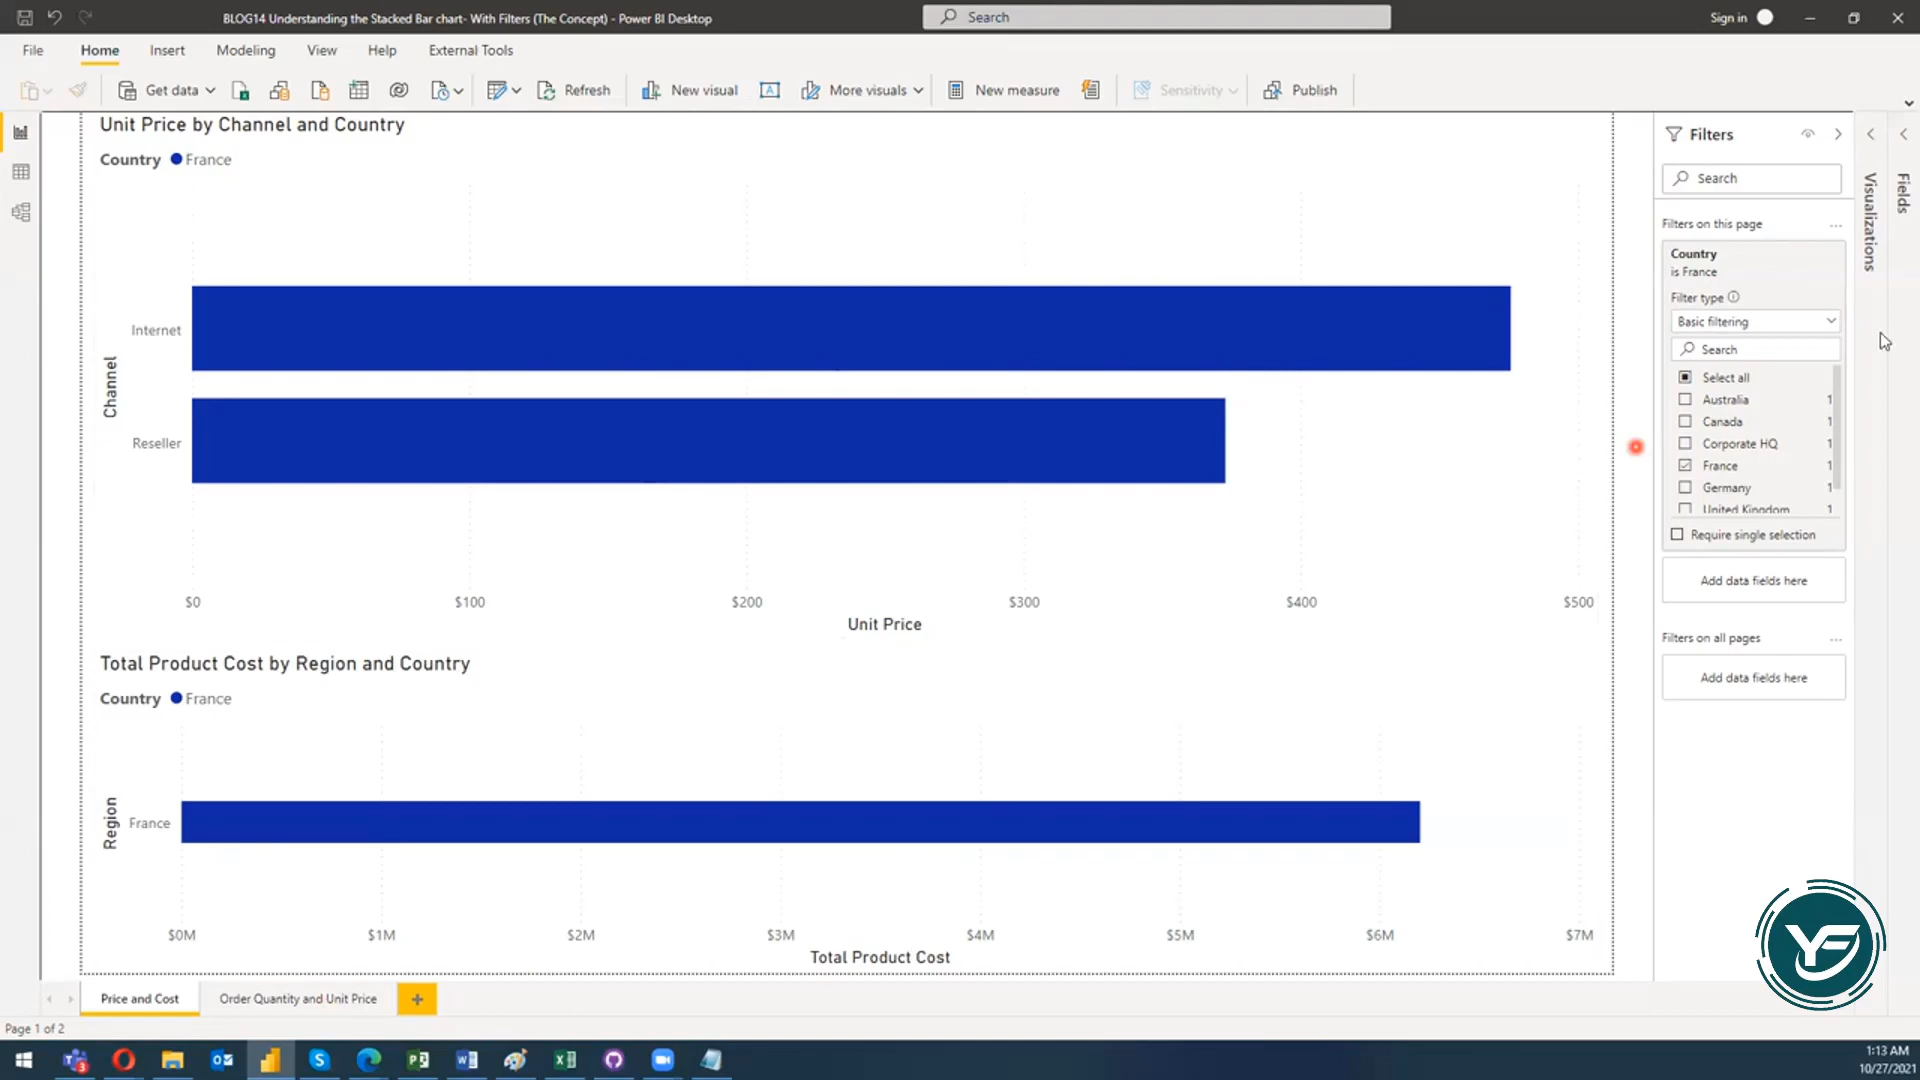 BLOG14 Understanding the Stacked Bar chart- With Filters (The Concept) - Power BI Desktop
Search
Sign in
File
Home
Insert
Modeling
View
Help
External Tools
Get data
Refresh
New visual
More visuals
New measure
Sensitivity
Publish
Unit Price by Channel and Country
Country France
Internet
Reseller
Channel
$0
$100
$200
$300
$400
$500
Unit Price
Total Product Cost by Region and Country
Country France
Region
France
$0M
$1M
$2M
$3M
$4M
$5M
$6M
$7M
Total Product Cost
Filters
Search
Filters on this page
Country
is France
Filter type
Basic filtering
Search
Select all
Australia 1
Canada 1
Corporate HQ 1
France 1
Germany 1
United Kingdom 1
Require single selection
Add data fields here
Filters on all pages
Add data fields here
Visualizations
Fields
YF
Price and Cost
Order Quantity and Unit Price
Page 1 of 2
1:13 AM
10/27/2021